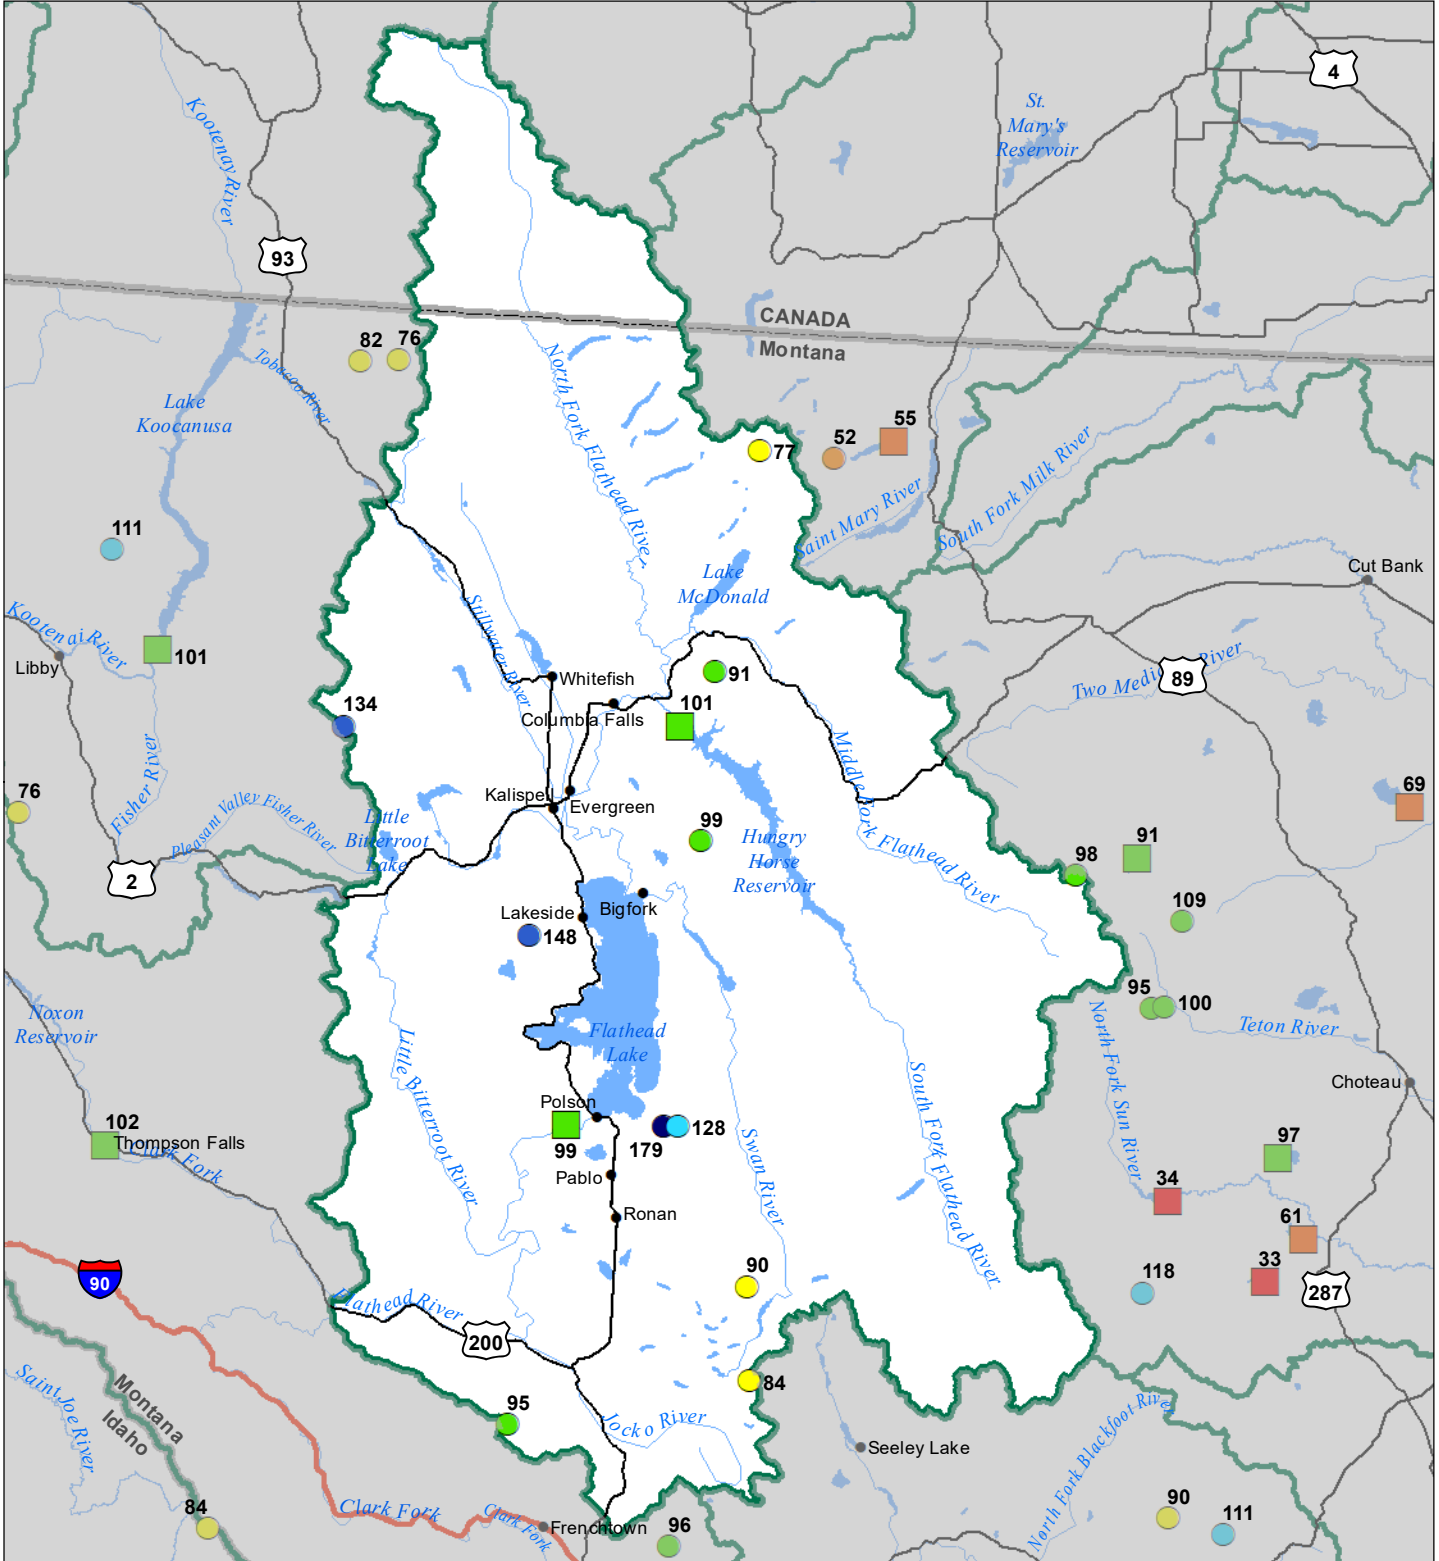 4
St.
Mary's
Reservoir
Kootenay River
93
CANADA
Montana
82
76
Tobacco River
Lake
Koocanusa
North Fork Flathead River
77
52
55
Saint Mary River
South Fork Milk River
111
Lake
McDonald
Cut Bank
Kootenai River
Libby
101
Stillwater River
Whitefish
91
Two Medicine River
89
134
Columbia Falls
101
Middle Fork Flathead River
Fisher River
76
Kalispell
Evergreen
69
Pleasant Valley Fisher River
Little
Bitterroot
Lake
99
Hungry
Horse
Reservoir
98
91
2
Lakeside
Bigfork
109
148
95
100
Noxon
Reservoir
Flathead
Lake
North Fork Sun River
Teton River
Little Bitterroot River
South Fork Flathead River
Choteau
102
Thompson Falls
Clark Fork
Polson
99
179
128
Swan River
97
Pablo
34
Ronan
61
90
90
118
33
287
Flathead River
200
84
Montana
Idaho
Saint Joe River
95
Jocko River
Seeley Lake
North Fork Blackfoot River
84
Clark Fork
Clark Fork
Frenchtown
96
90
111